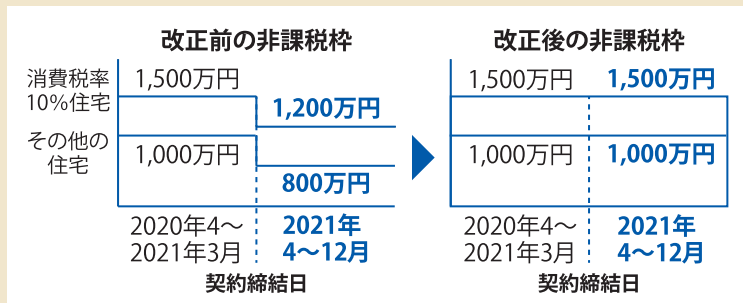 改正前の非課税枠
消費税率
10%住宅
1,500万円
1,200万円
その他の
住宅
1,000万円
800万円
2020年4〜
2021年3月
2021年
4〜12月
契約締結日
改正後の非課税枠
1,500万円
1,500万円
1,000万円
1,000万円
2020年4〜
2021年3月
2021年
4〜12月
契約締結日